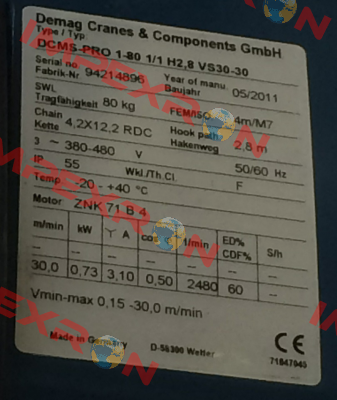 Demag Cranes & Components GmbH
Type / Typ
DCMS-PRO 1-80 1/1 H2,8 VS30-30
Serial no. Year of manu.
Fabrik-Nr. 94214896 Baujahr 05/2011
SWL FEM/ISO 4m/M7
Tragfähigkeit 80 kg Hook path
Chain Hakenweg 2,8 m
Kette 4,2X12,2 RDC
3 ~ 380-480 V 50/60 Hz
IP 55 Wkl./Th.Cl. F
Temp. -20 - +40 °C
Motor ZNK 71 B 4
m/min kW Y A cos 1/min ED% CDF% S/h
-- -- -- -- -- -- --
30,0 0,73 3,10 0,50 2480 60 --
Vmin-max 0,15 -30,0 m/min
Made in Germany D-58300 Wetter CE
71847045